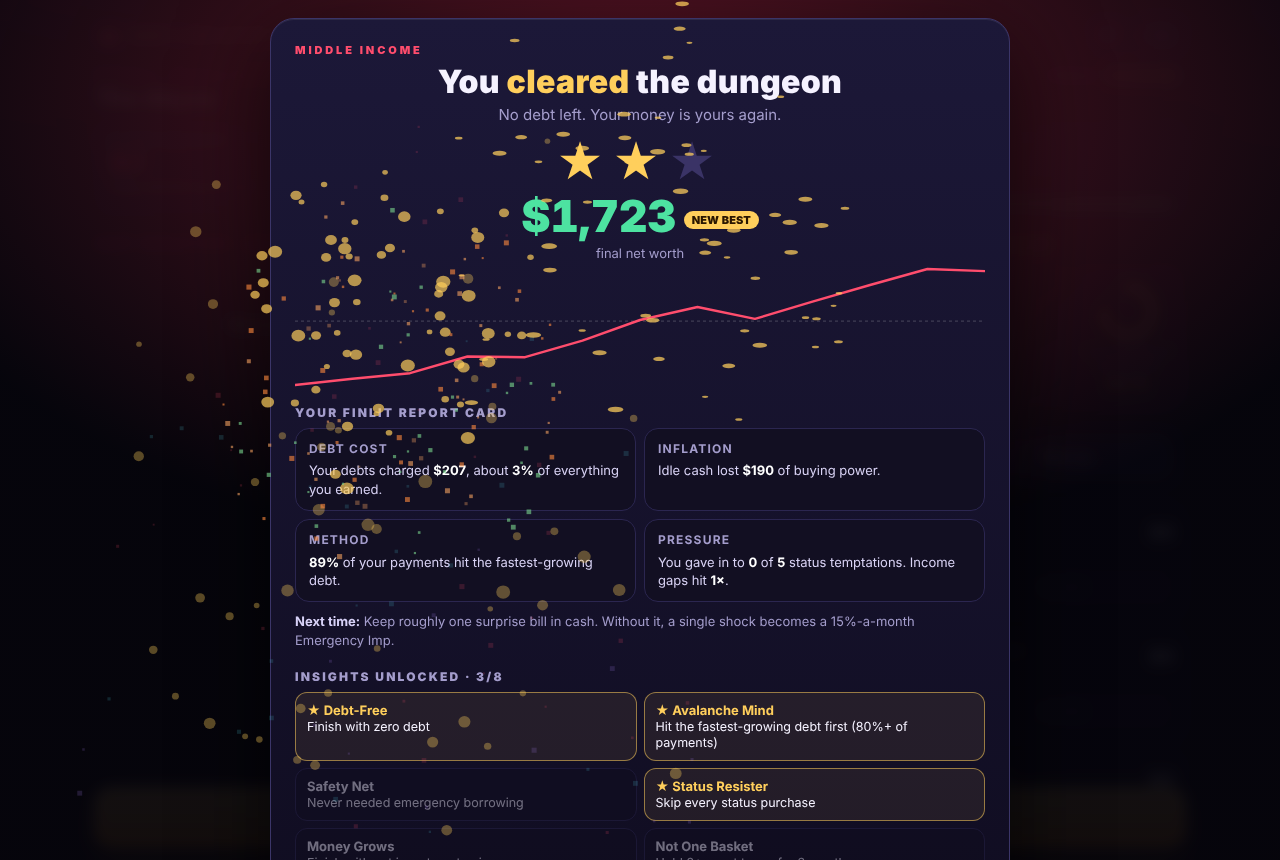 MIDDLE INCOME
You cleared the dungeon
No debt left. Your money is yours again.
$1,723 NEW BEST
final net worth
YOUR FINLIT REPORT CARD
DEBT COST
Your debts charged $207, about 3% of everything
you earned.
INFLATION
Idle cash lost $190 of buying power.
METHOD
89% of your payments hit the fastest-growing
debt.
PRESSURE
You gave in to 0 of 5 status temptations. Income
gaps hit 1×.
Next time: Keep roughly one surprise bill in cash. Without it, a single shock becomes a 15%-a-month
Emergency Imp.
INSIGHTS UNLOCKED · 3/8
★ Debt-Free
Finish with zero debt
★ Avalanche Mind
Hit the fastest-growing debt first (80%+ of
payments)
Safety Net
Never needed emergency borrowing
★ Status Resister
Skip every status purchase
Money Grows
Not One Basket